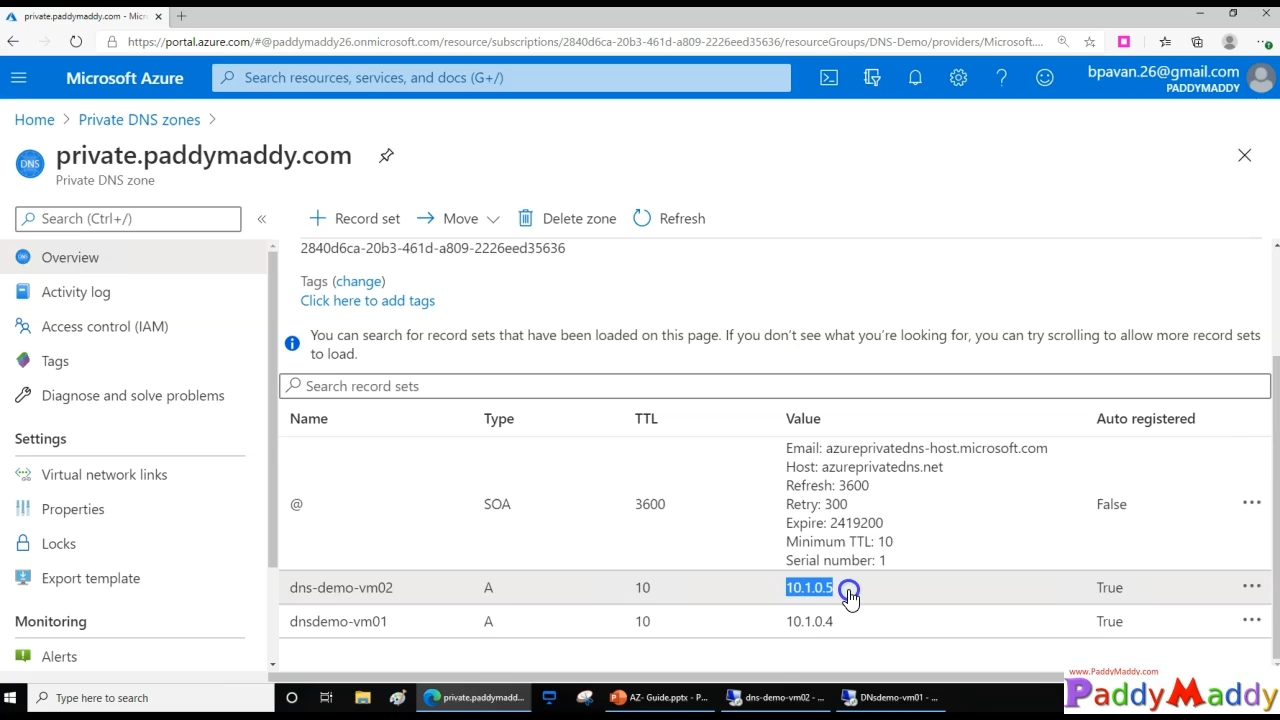 private.paddymaddy.com - Micr
https://portal.azure.com/#@paddymaddy26.onmicrosoft.com/resource/subscriptions/2840d6ca-20b3-461d-a809-2226eed35636/resourceGroups/DNS-Demo/providers/Microsoft....
Microsoft Azure
Search resources, services, and docs (G+/)
bpavan.26@gmail.com
PADDYMADDY
Home > Private DNS zones >
DNS
private.paddymaddy.com
Private DNS zone
Search (Ctrl+/)
«
Record set
Move
Delete zone
Refresh
Overview
Activity log
Access control (IAM)
Tags
Diagnose and solve problems
Settings
Virtual network links
Properties
Locks
Export template
Monitoring
Alerts
2840d6ca-20b3-461d-a809-2226eed35636
Tags (change)
Click here to add tags
You can search for record sets that have been loaded on this page. If you don't see what you're looking for, you can try scrolling to allow more record sets
to load.
Search record sets
Name Type TTL Value Auto registered
Email: azureprivatedns-host.microsoft.com
Host: azureprivatedns.net
Refresh: 3600
@ SOA 3600 Retry: 300 False
Expire: 2419200
Minimum TTL: 10
Serial number: 1
dns-demo-vm02 A 10 10.1.0.5 True
dnsdemo-vm01 A 10 10.1.0.4 True
www.PaddyMaddy.com
PaddyMaddy
Type here to search
private.paddymadd...
AZ- Guide.pptx - P...
dns-demo-vm02 - ...
DNsdemo-vm01 - ...